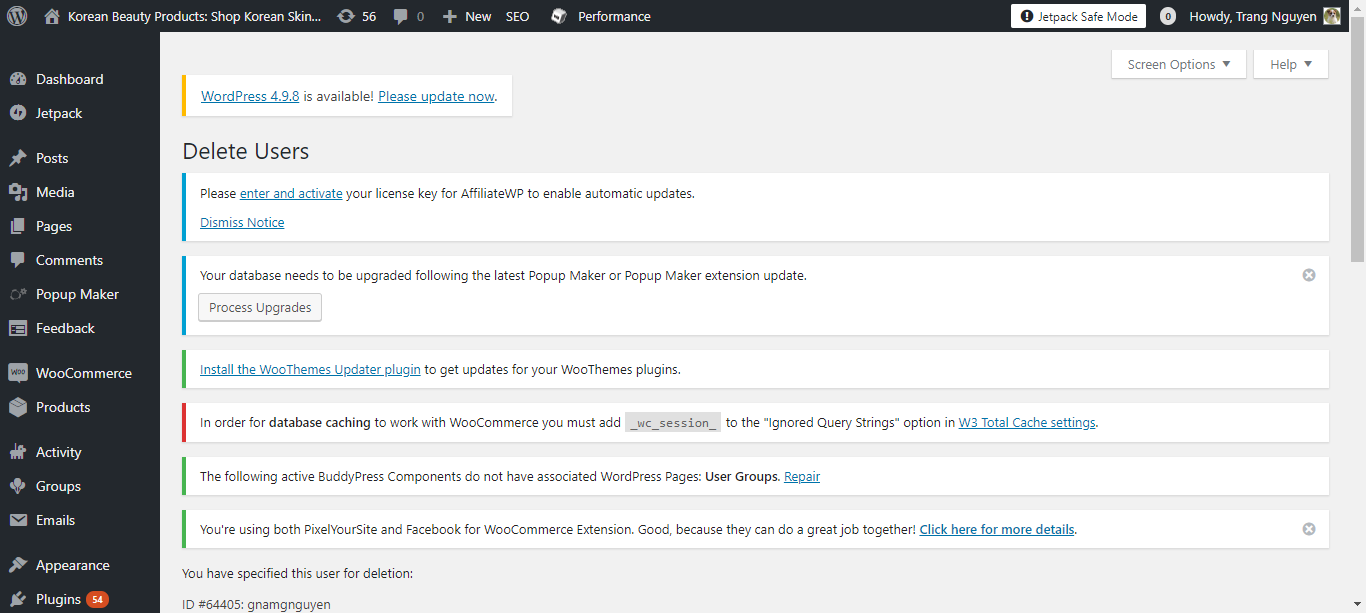 Korean Beauty Products: Shop Korean Skin... 56 0 New SEO Performance Jetpack Safe Mode 0 Howdy, Trang Nguyen
Screen Options Help
Dashboard
Jetpack
Posts
Media
Pages
Comments
Popup Maker
Feedback
WooCommerce
Products
Activity
Groups
Emails
Appearance
Plugins 54
WordPress 4.9.8 is available! Please update now.
Delete Users
Please enter and activate your license key for AffiliateWP to enable automatic updates.
Dismiss Notice
Your database needs to be upgraded following the latest Popup Maker or Popup Maker extension update.
Process Upgrades
Install the WooThemes Updater plugin to get updates for your WooThemes plugins.
In order for database caching to work with WooCommerce you must add _wc_session_ to the "Ignored Query Strings" option in W3 Total Cache settings.
The following active BuddyPress Components do not have associated WordPress Pages: User Groups. Repair
You're using both PixelYourSite and Facebook for WooCommerce Extension. Good, because they can do a great job together! Click here for more details.
You have specified this user for deletion:
ID #64405: gnamgnguyen